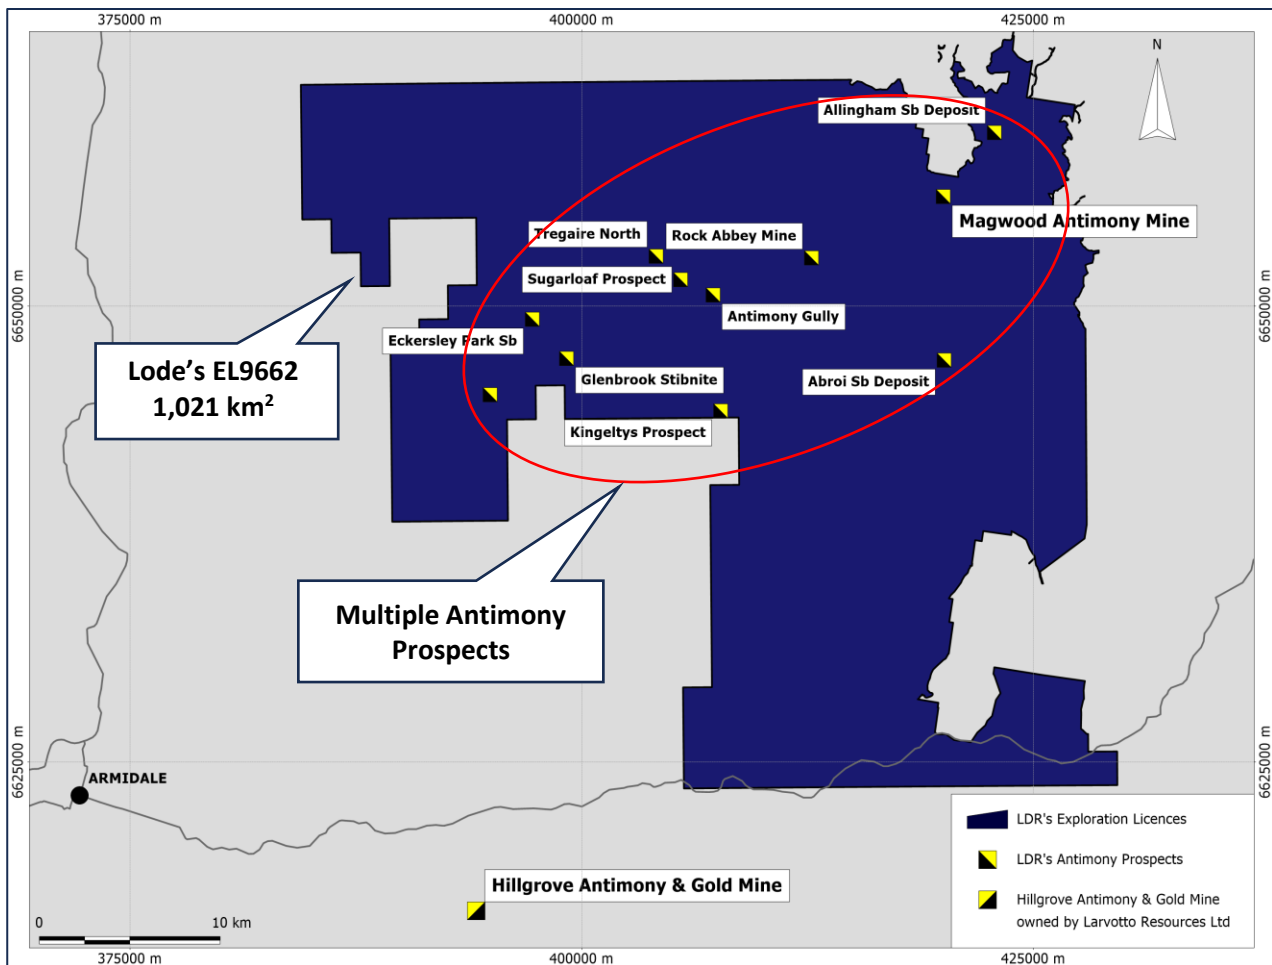 375000 m
400000 m
425000 m
N
Allingham Sb Deposit
Magwood Antimony Mine
Tregaire North
Rock Abbey Mine
Sugarloaf Prospect
6650000 m
6650000 m
Antimony Gully
Eckersley Park Sb
Lode’s EL9662
1,021 km²
Glenbrook Stibnite
Abroi Sb Deposit
Kingeltys Prospect
Multiple Antimony
Prospects
6625000 m
6625000 m
ARMIDALE
LDR's Exploration Licences
LDR's Antimony Prospects
Hillgrove Antimony & Gold Mine
owned by Larvotto Resources Ltd
Hillgrove Antimony & Gold Mine
0 10 km
375000 m
400000 m
425000 m